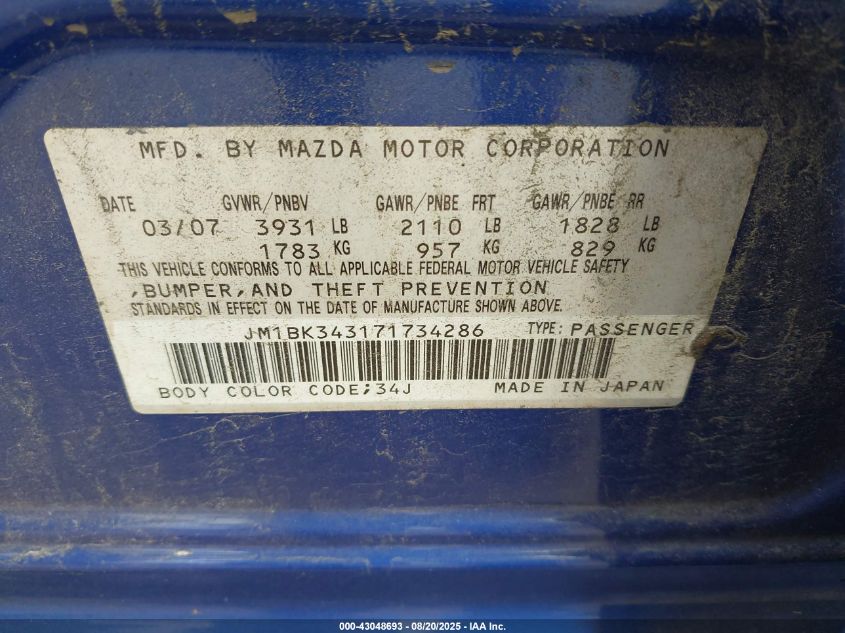 MFD. BY MAZDA MOTOR CORPORATION
DATE GVWR/PNBV GAWR/PNBE FRT GAWR/PNBE RR
03/07 3931 LB 2110 LB 1828 LB
1783 KG 957 KG 829 KG
THIS VEHICLE CONFORMS TO ALL APPLICABLE FEDERAL MOTOR VEHICLE SAFETY
,BUMPER,AND THEFT PREVENTION
STANDARDS IN EFFECT ON THE DATE OF MANUFACTURE SHOWN ABOVE.
JM1BK343171734286 TYPE: PASSENGER
BODY COLOR CODE;34J MADE IN JAPAN
000-43048693 - 08/20/2025 - IAA Inc.